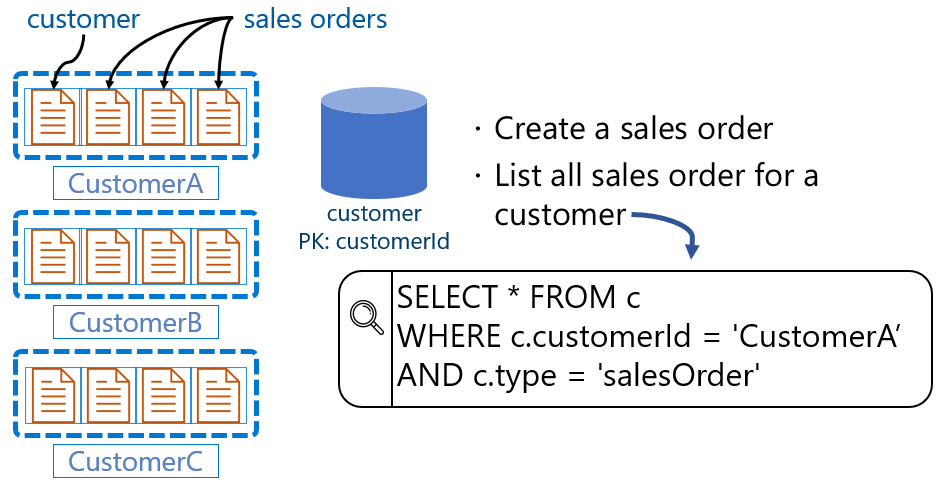 customer
sales orders
CustomerA
CustomerB
CustomerC
customer
PK: customerId
· Create a sales order
· List all sales order for a
customer
SELECT * FROM c
WHERE c.customerId = 'CustomerA’
AND c.type = 'salesOrder'